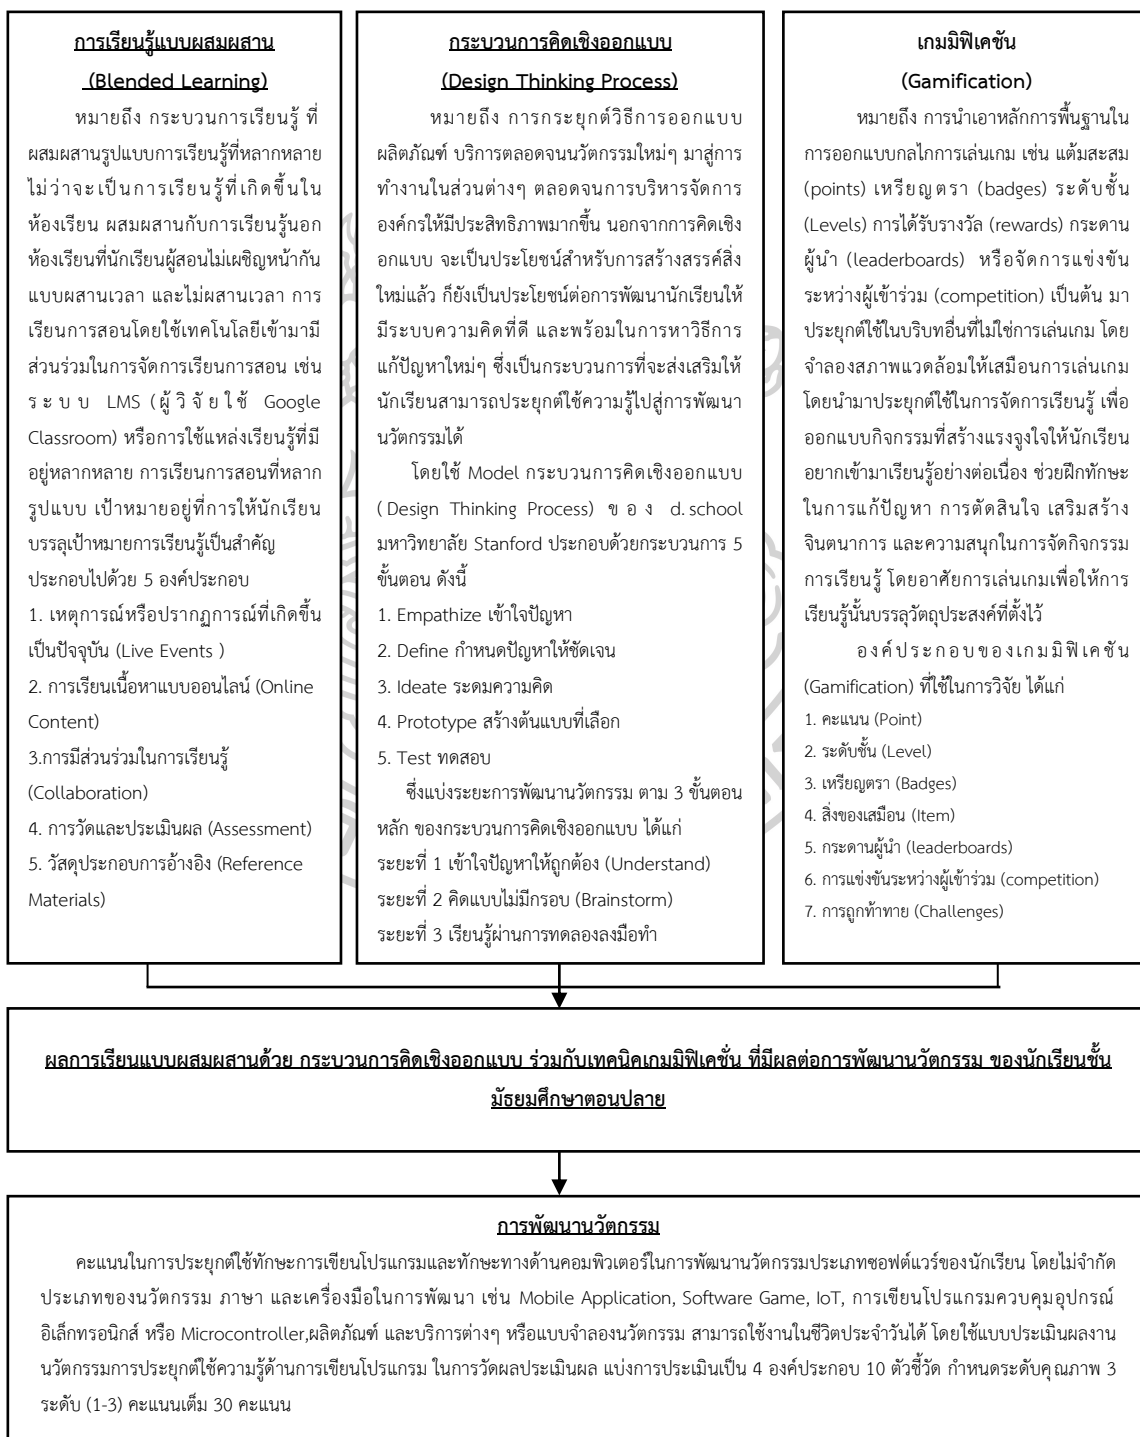 การเรียนรู้แบบผสมผสาน
(Blended Learning)
หมายถึง กระบวนการเรียนรู้ ที่
ผสมผสานรูปแบบการเรียนรู้ที่หลากหลาย
ไม่ว่าจะเป็นการเรียนรู้ที่เกิดขึ้นใน
ห้องเรียน ผสมผสานกับการเรียนรู้นอก
ห้องเรียนที่นักเรียนผู้สอนไม่เผชิญหน้ากัน
แบบผสานเวลา และไม่ผสานเวลา การ
เรียนการสอนโดยใช้เทคโนโลยีเข้ามามี
ส่วนร่วมในการจัดการเรียนการสอน เช่น
ระบบ LMS (ผู้วิจัยใช้ Google
Classroom) หรือการใช้แหล่งเรียนรู้ที่มี
อยู่หลากหลาย การเรียนการสอนที่หลาก
รูปแบบ เป้าหมายอยู่ที่การให้นักเรียน
บรรลุเป้าหมายการเรียนรู้เป็นสำคัญ
ประกอบไปด้วย 5 องค์ประกอบ
1. เหตุการณ์หรือปรากฏการณ์ที่เกิดขึ้น
เป็นปัจจุบัน (Live Events )
2. การเรียนเนื้อหาแบบออนไลน์ (Online
Content)
3.การมีส่วนร่วมในการเรียนรู้
(Collaboration)
4. การวัดและประเมินผล (Assessment)
5. วัสดุประกอบการอ้างอิง (Reference
Materials)
กระบวนการคิดเชิงออกแบบ
(Design Thinking Process)
หมายถึง การกระยุกต์วิธีการออกแบบ
ผลิตภัณฑ์ บริการตลอดจนนวัตกรรมใหม่ๆ มาสู่การ
ทำงานในส่วนต่างๆ ตลอดจนการบริหารจัดการ
องค์กรให้มีประสิทธิภาพมากขึ้น นอกจากการคิดเชิง
อกแบบ จะเป็นประโยชน์สำหรับการสร้างสรรค์สิ่ง
ใหม่แล้ว ก็ยังเป็นประโยชน์ต่อการพัฒนานักเรียนให้
มีระบบความคิดที่ดี และพร้อมในการหาวิธีการ
แก้ปัญหาใหม่ๆ ซึ่งเป็นกระบวนการที่จะส่งเสริมให้
นักเรียนสามารถประยุกต์ใช้ความรู้ไปสู่การพัฒนา
นวัตกรรมได้
โดยใช้ Model กระบวนการคิดเชิงออกแบบ
(Design Thinking Process) ของ d.school
มหาวิทยาลัย Stanford ประกอบด้วยกระบวนการ 5
ขั้นตอน ดังนี้
1. Empathize เข้าใจปัญหา
2. Define กำหนดปัญหาให้ชัดเจน
3. Ideate ระดมความคิด
4. Prototype สร้างต้นแบบที่เลือก
5. Test ทดสอบ
ซึ่งแบ่งระยะการพัฒนานวัตกรรม ตาม 3 ขั้นตอน
หลัก ของกระบวนการคิดเชิงออกแบบ ได้แก่
ระยะที่ 1 เข้าใจปัญหาให้ถูกต้อง (Understand)
ระยะที่ 2 คิดแบบไม่มีกรอบ (Brainstorm)
ระยะที่ 3 เรียนรู้ผ่านการทดลองลงมือทำ
เกมมิฟิเคชัน
(Gamification)
หมายถึง การนำเอาหลักการพื้นฐานใน
การออกแบบกลไกการเล่นเกม เช่น แต้มสะสม
(points) เหรียญตรา (badges) ระดับชั้น
(Levels) การได้รับรางวัล (rewards) กระดาน
ผู้นำ (leaderboards) หรือจัดการแข่งขัน
ระหว่างผู้เข้าร่วม (competition) เป็นต้น มา
ประยุกต์ใช้ในบริบทอื่นที่ไม่ใช่การเล่นเกม โดย
จำลองสภาพแวดล้อมให้เสมือนการเล่นเกม
โดยนำมาประยุกต์ใช้ในการจัดการเรียนรู้ เพื่อ
ออกแบบกิจกรรมที่สร้างแรงจูงใจให้นักเรียน
อยากเข้ามาเรียนรู้อย่างต่อเนื่อง ช่วยฝึกทักษะ
ในการแก้ปัญหา การตัดสินใจ เสริมสร้าง
จินตนาการ และความสนุกในการจัดกิจกรรม
การเรียนรู้ โดยอาศัยการเล่นเกมเพื่อให้การ
เรียนรู้นั้นบรรลุวัตถุประสงค์ที่ตั้งไว้
องค์ประกอบของเกมมิฟิเคชัน
(Gamification) ที่ใช้ในการวิจัย ได้แก่
1. คะแนน (Point)
2. ระดับชั้น (Level)
3. เหรียญตรา (Badges)
4. สิ่งของเสมือน (Item)
5. กระดานผู้นำ (leaderboards)
6. การแข่งขันระหว่างผู้เข้าร่วม (competition)
7. การถูกท้าทาย (Challenges)
ผลการเรียนแบบผสมผสานด้วย กระบวนการคิดเชิงออกแบบ ร่วมกับเทคนิคเกมมิฟิเคชั่น ที่มีผลต่อการพัฒนานวัตกรรม ของนักเรียนชั้น
มัธยมศึกษาตอนปลาย
การพัฒนานวัตกรรม
คะแนนในการประยุกต์ใช้ทักษะการเขียนโปรแกรมและทักษะทางด้านคอมพิวเตอร์ในการพัฒนานวัตกรรมประเภทซอฟต์แวร์ของนักเรียน โดยไม่จำกัด
ประเภทของนวัตกรรม ภาษา และเครื่องมือในการพัฒนา เช่น Mobile Application, Software Game, IoT, การเขียนโปรแกรมควบคุมอุปกรณ์
อิเล็กทรอนิกส์ หรือ Microcontroller,ผลิตภัณฑ์ และบริการต่างๆ หรือแบบจำลองนวัตกรรม สามารถใช้งานในชีวิตประจำวันได้ โดยใช้แบบประเมินผลงาน
นวัตกรรมการประยุกต์ใช้ความรู้ด้านการเขียนโปรแกรม ในการวัดผลประเมินผล แบ่งการประเมินเป็น 4 องค์ประกอบ 10 ตัวชี้วัด กำหนดระดับคุณภาพ 3
ระดับ (1-3) คะแนนเต็ม 30 คะแนน